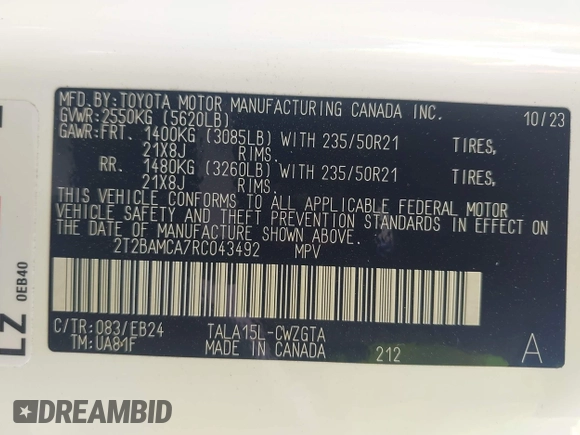 MFD.BY:TOYOTA MOTOR MANUFACTURING CANADA INC. 10/23
GVWR:2550KG (5620LB)
GAWR:FRT. 1400KG (3085LB) WITH 235/50R21 TIRES,
21X8J RIMS.
RR. 1480KG (3260LB) WITH 235/50R21 TIRES,
21X8J RIMS.
THIS VEHICLE CONFORMS TO ALL APPLICABLE FEDERAL MOTOR
VEHICLE SAFETY AND THEFT PREVENTION STANDARDS IN EFFECT ON
THE DATE OF MANUFACTURE SHOWN ABOVE.
2T2BAMCA7RC043492 MPV
C/TR:083/EB24 TALA15L-CWZGTA
TM:UA81F MADE IN CANADA 212 A
0EB40
LZ
DREAMBID